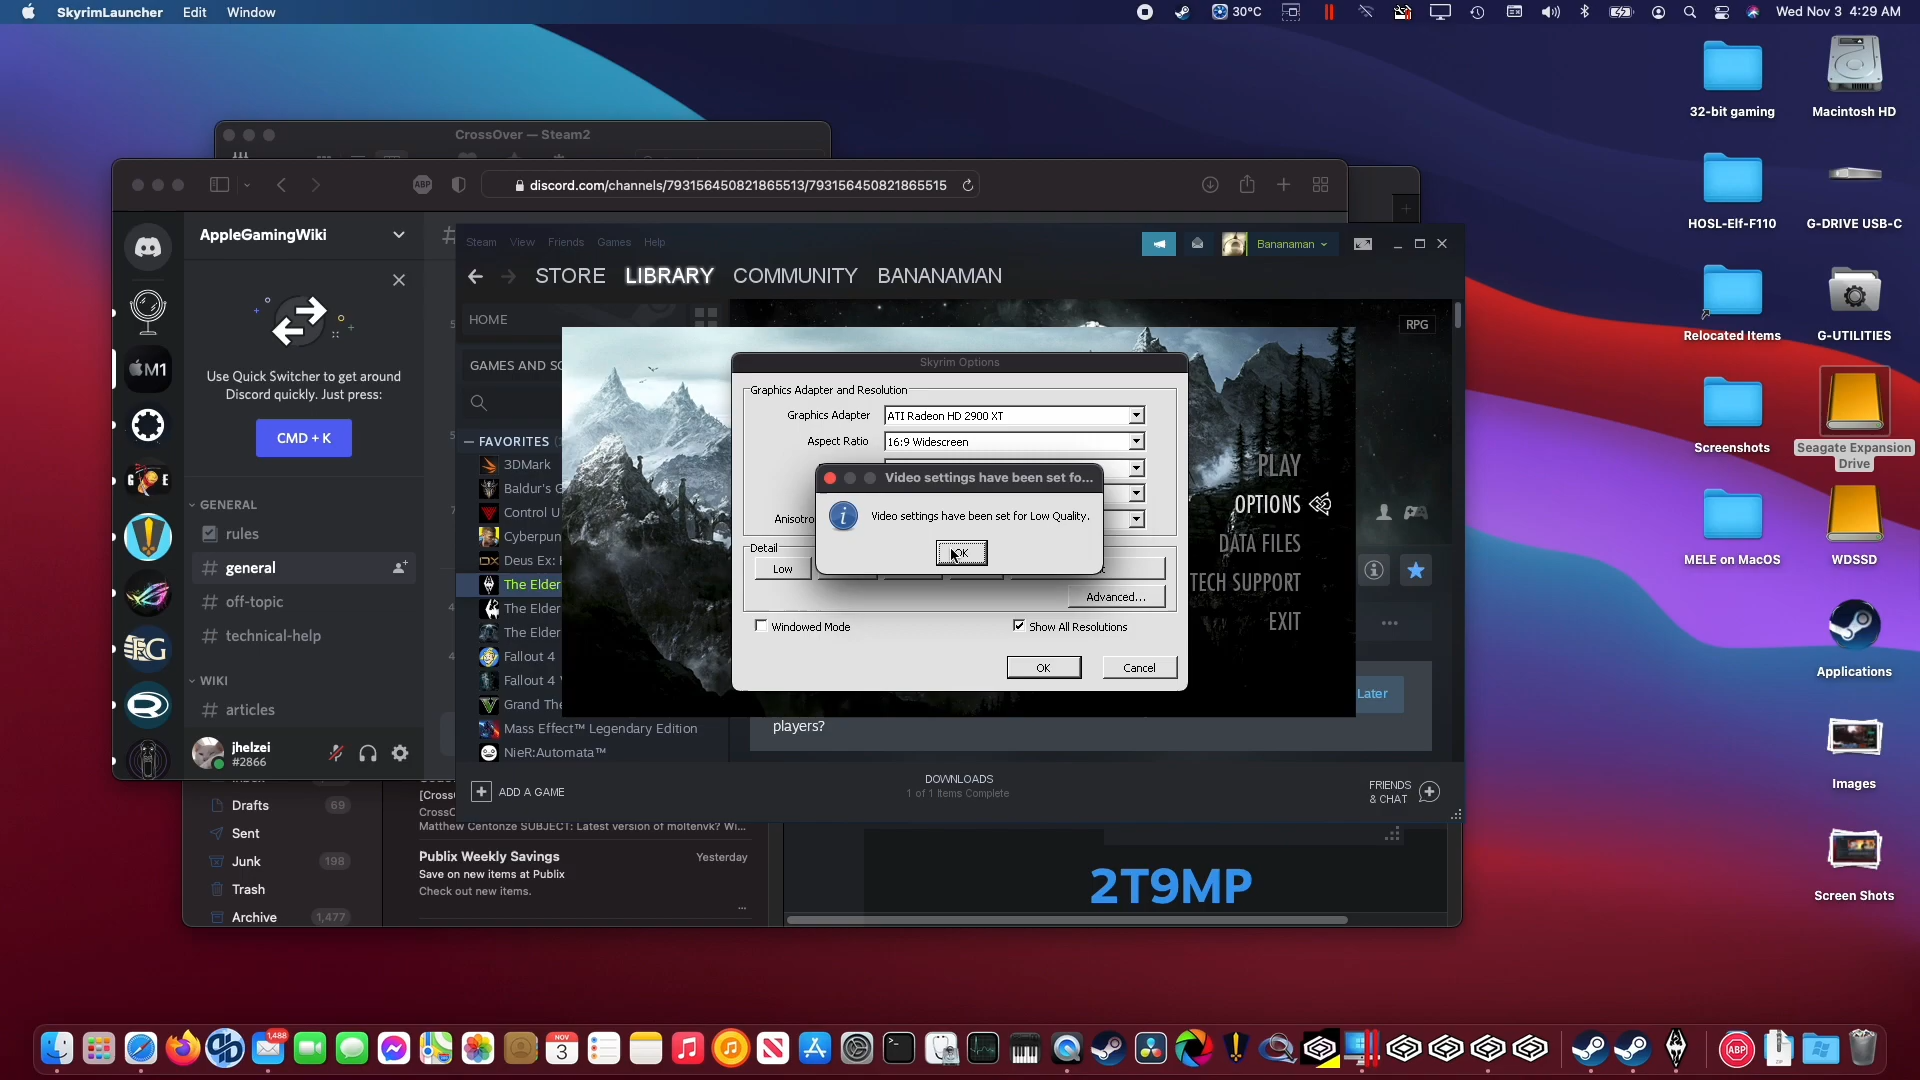 SkyrimLauncher Edit Window
30°C
Wed Nov 3 4:29 AM
32-bit gaming
Macintosh HD
HOSL-Elf-F110
G-DRIVE USB-C
Relocated Items
G-UTILITIES
Screenshots
Seagate Expansion
Drive
MELE on MacOS
WDSSD
Applications
Images
Screen Shots
CrossOver — Steam2
ABP
discord.com/channels/793156450821865513/793156450821865515
AppleGamingWiki
#
Use Quick Switcher to get around
Discord quickly. Just press:
CMD + K
GENERAL
rules
# general
# off-topic
# technical-help
WIKI
# articles
jhelzei
#2866
M1
Steam View Friends Games Help
Bananaman
STORE LIBRARY COMMUNITY BANANAMAN
HOME
RPG
GAMES AND SO
— FAVORITES
3DMark
Baldur's G
Control U
Cyberpun
Deus Ex:
The Elder
The Elder
The Elder
Fallout 4
Fallout 4
Grand The
Mass Effect™ Legendary Edition
NieR:Automata™
ADD A GAME
DOWNLOADS
1 of 1 Items Complete
FRIENDS
& CHAT
Later
players?
Skyrim Options
Graphics Adapter and Resolution
Graphics Adapter ATI Radeon HD 2900 XT
Aspect Ratio 16:9 Widescreen
Anisotro
Detail
Low
Advanced...
Windowed Mode
Show All Resolutions
OK
Cancel
Video settings have been set fo...
Video settings have been set for Low Quality.
OK
PLAY
OPTIONS
DATA FILES
TECH SUPPORT
EXIT
Drafts 69
Sent
Junk 198
Trash
Archive 1,477
[Cross
CrossC
Matthew Centonze SUBJECT: Latest version of moltenvk? Wi...
Publix Weekly Savings Yesterday
Save on new items at Publix
Check out new items.
2T9MP
1,488
NOV
3
ABP